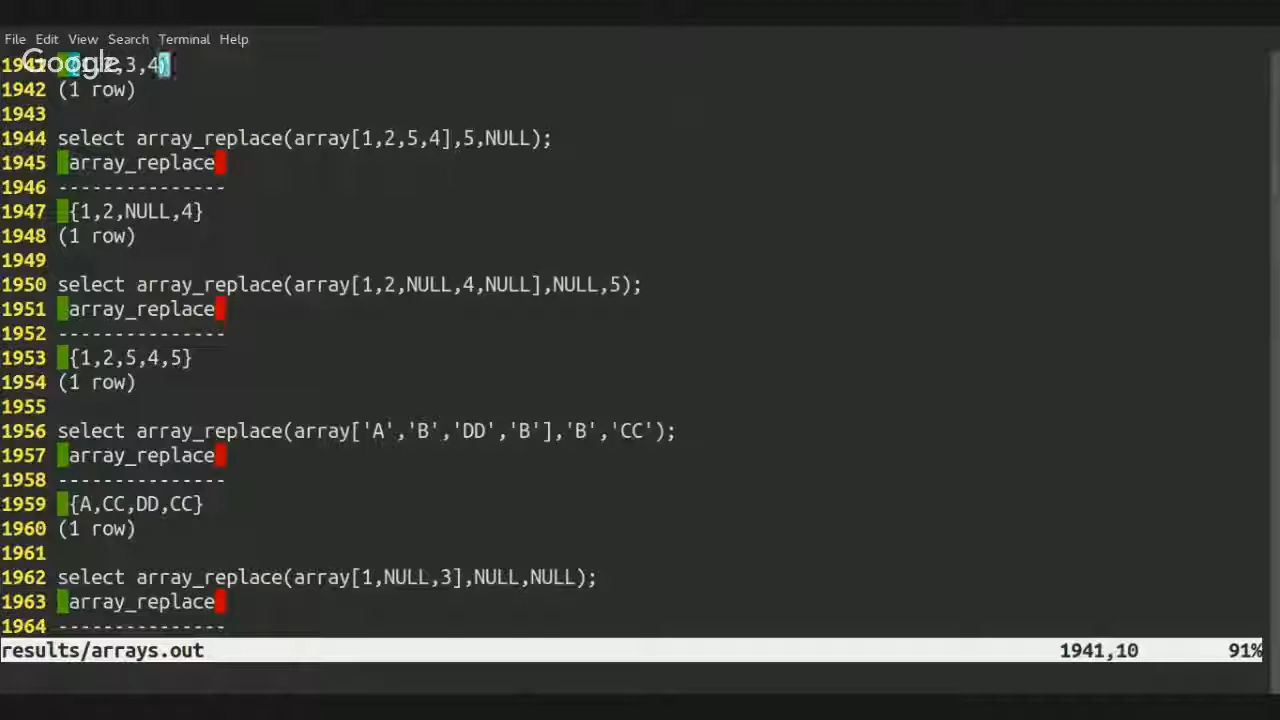 File Edit View Search Terminal Help
Google
1941 {1,2,3,4}
1942 (1 row)
1943
1944 select array_replace(array[1,2,5,4],5,NULL);
1945 array_replace
1946 ---------------
1947 {1,2,NULL,4}
1948 (1 row)
1949
1950 select array_replace(array[1,2,NULL,4,NULL],NULL,5);
1951 array_replace
1952 ---------------
1953 {1,2,5,4,5}
1954 (1 row)
1955
1956 select array_replace(array['A','B','DD','B'],'B','CC');
1957 array_replace
1958 ---------------
1959 {A,CC,DD,CC}
1960 (1 row)
1961
1962 select array_replace(array[1,NULL,3],NULL,NULL);
1963 array_replace
1964 ---------------
results/arrays.out 1941,10 91%